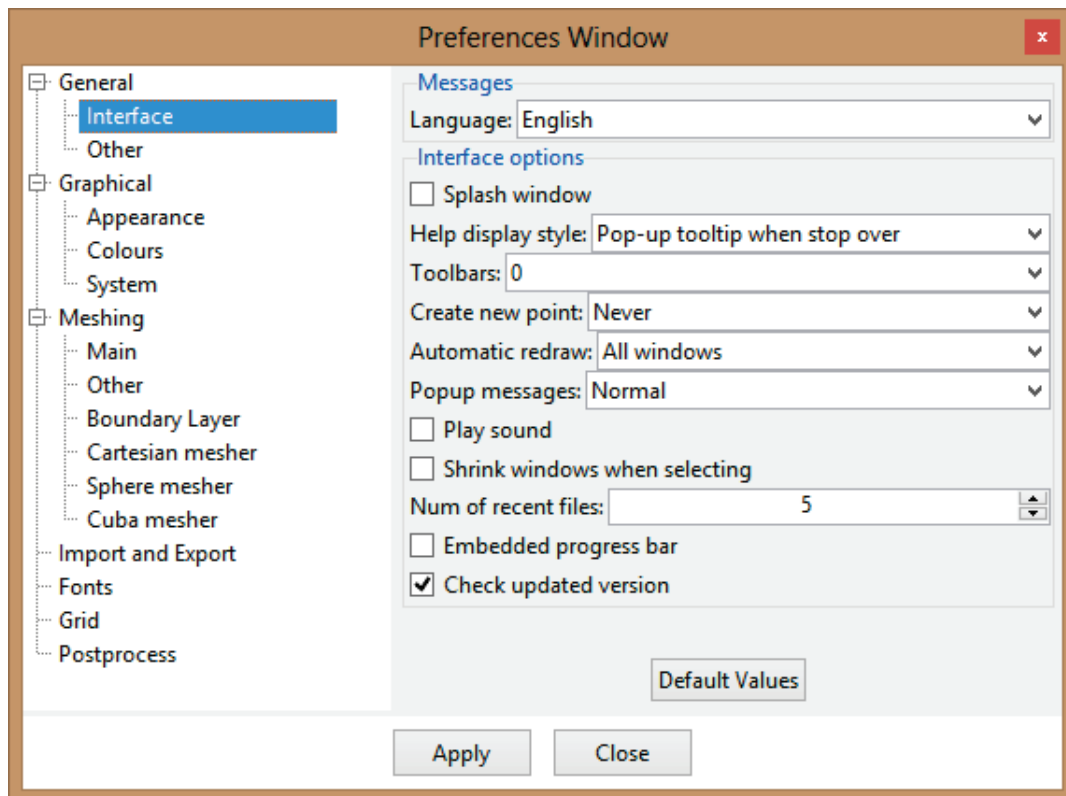 Preferences Window
x
General
Interface
Other
Graphical
Appearance
Colours
System
Meshing
Main
Other
Boundary Layer
Cartesian mesher
Sphere mesher
Cuba mesher
Import and Export
Fonts
Grid
Postprocess
Messages
Language: English
Interface options
Splash window
Help display style: Pop-up tooltip when stop over
Toolbars: 0
Create new point: Never
Automatic redraw: All windows
Popup messages: Normal
Play sound
Shrink windows when selecting
Num of recent files: 5
Embedded progress bar
Check updated version
Default Values
Apply Close